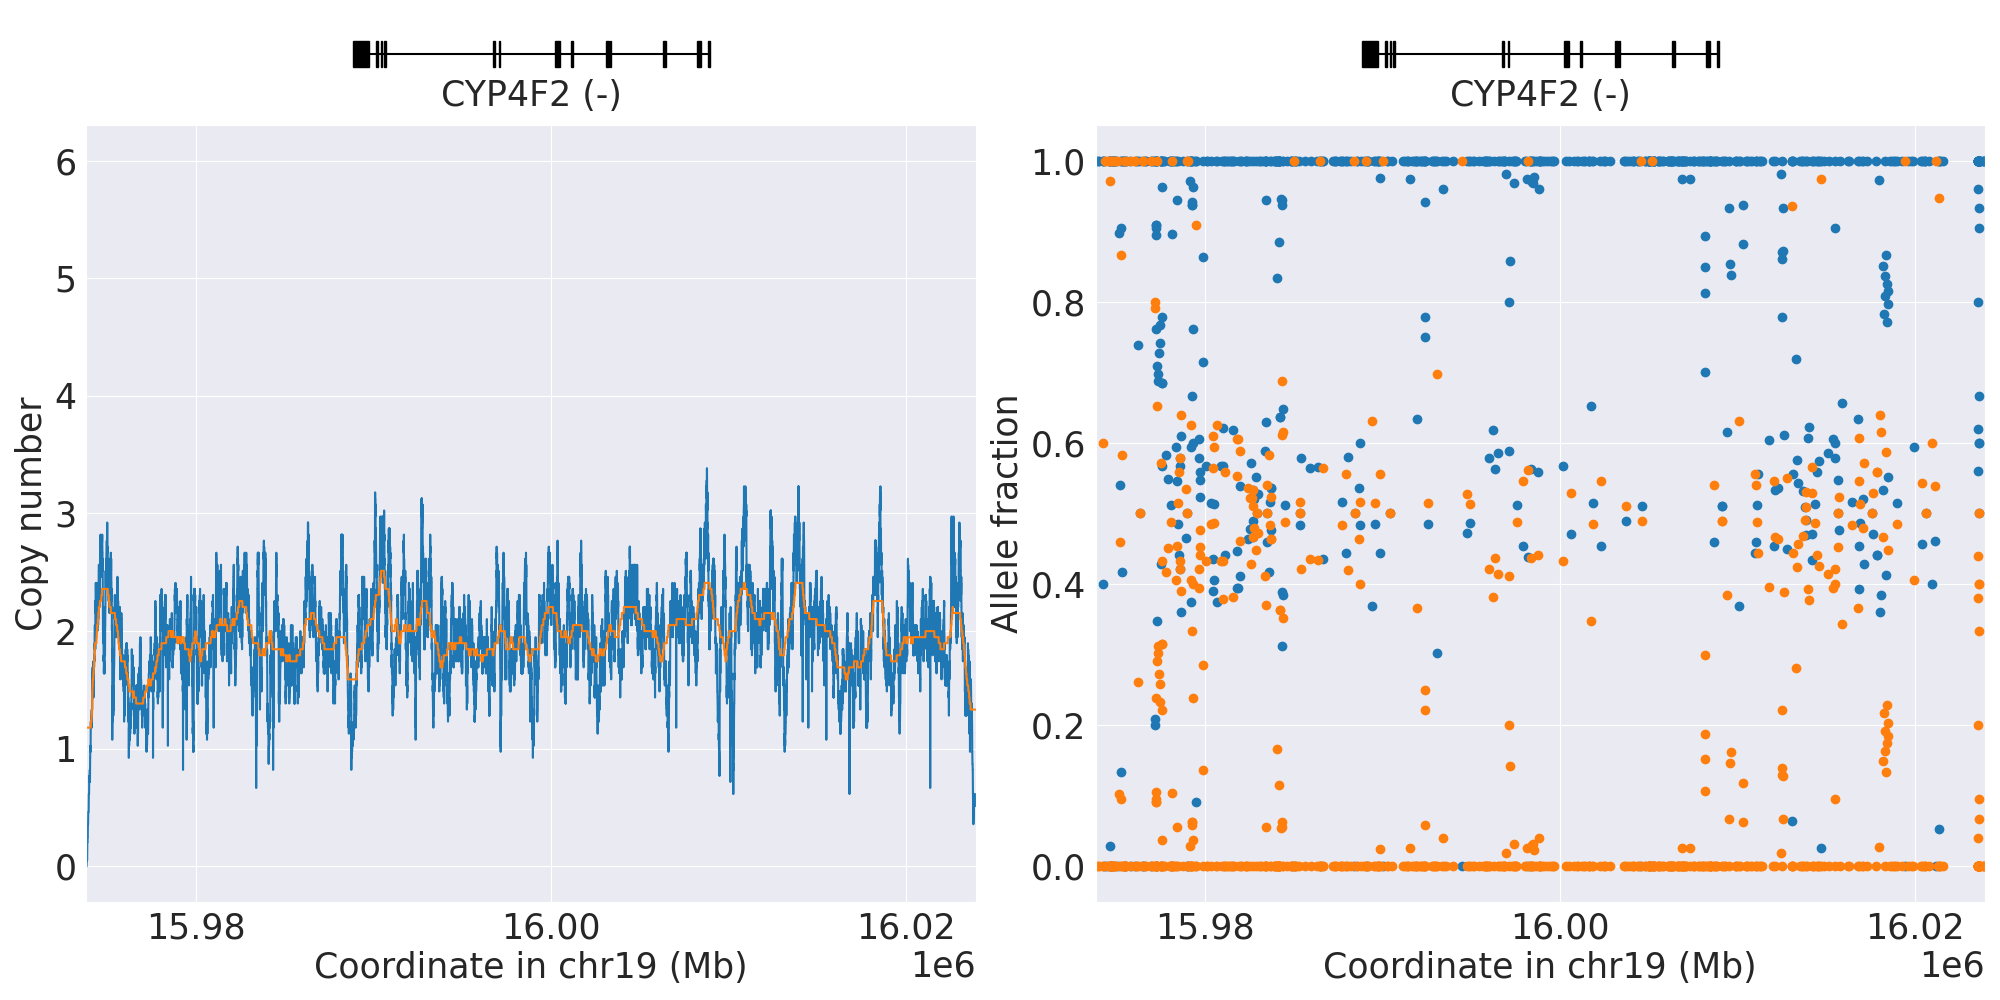 CYP4F2 (-)
6
5
4
3
2
1
0
Copy number
15.98
16.00
16.02
Coordinate in chr19 (Mb)
1e6
CYP4F2 (-)
1.0
0.8
0.6
0.4
0.2
0.0
Allele fraction
15.98
16.00
16.02
Coordinate in chr19 (Mb)
1e6